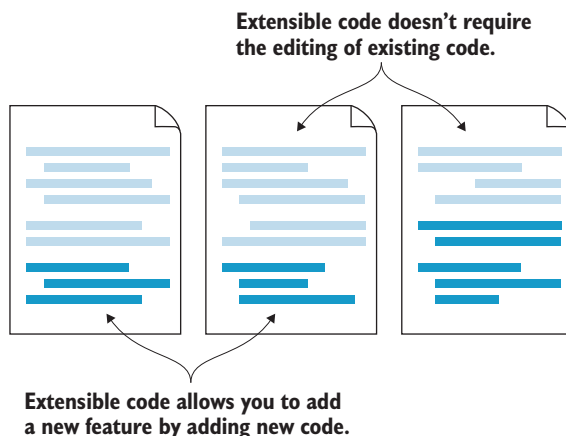 Extensible code doesn’t require
the editing of existing code.
Extensible code allows you to add
a new feature by adding new code.